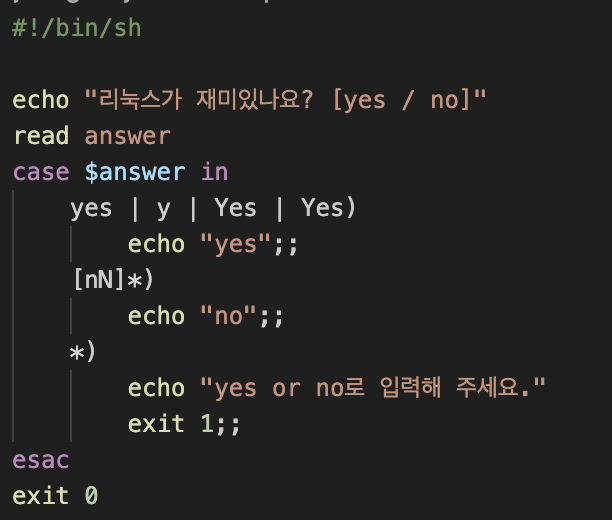 #!/bin/sh
echo "리눅스가 재미있나요? [yes / no]"
read answer
case $answer in
yes | y | Yes | Yes)
echo "yes";;
[nN]*)
echo "no";;
*)
echo "yes or no로 입력해 주세요."
exit 1;;
esac
exit 0